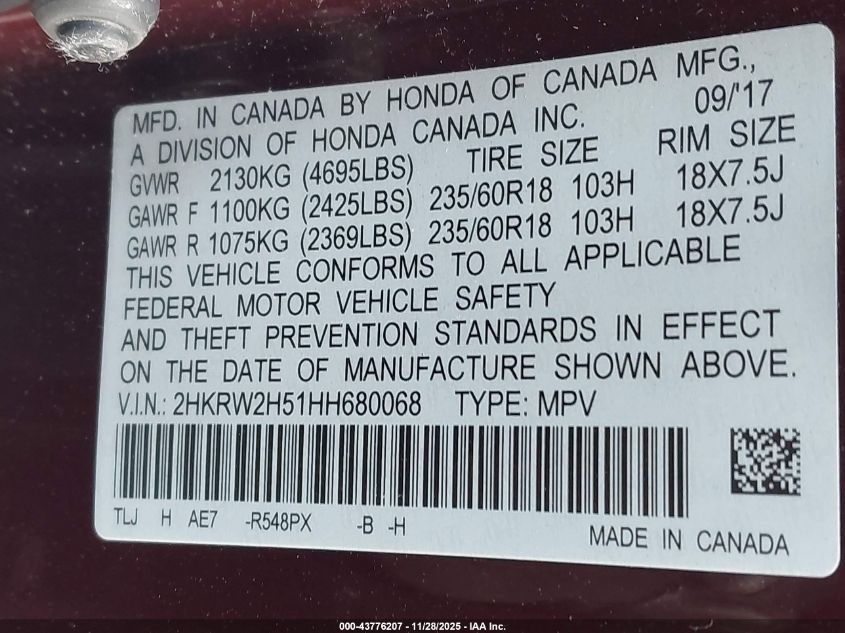 MFD. IN CANADA BY HONDA OF CANADA MFG.,
A DIVISION OF HONDA CANADA INC. 09/'17
GVWR 2130KG (4695LBS) TIRE SIZE RIM SIZE
GAWR F 1100KG (2425LBS) 235/60R18 103H 18X7.5J
GAWR R 1075KG (2369LBS) 235/60R18 103H 18X7.5J
THIS VEHICLE CONFORMS TO ALL APPLICABLE
FEDERAL MOTOR VEHICLE SAFETY
AND THEFT PREVENTION STANDARDS IN EFFECT
ON THE DATE OF MANUFACTURE SHOWN ABOVE.
V.I.N.: 2HKRW2H51HH680068 TYPE: MPV
TLJ H AE7 -R548PX -B -H
MADE IN CANADA
000-43776207 - 11/28/2025 - IAA Inc.